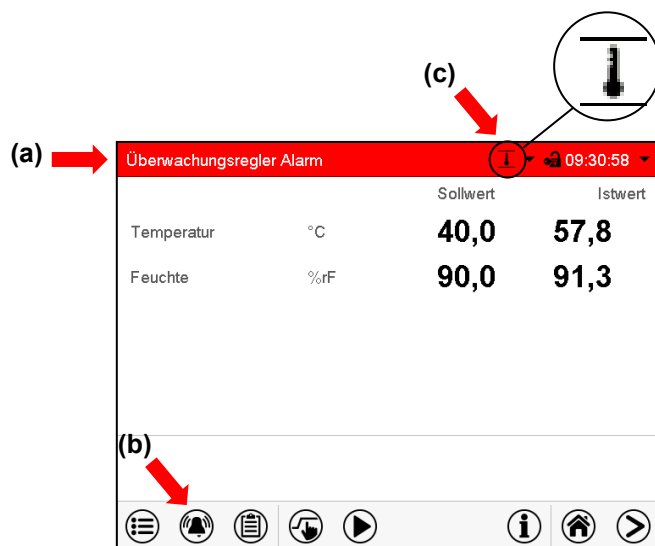 (c)
(a)
Überwachungsregler Alarm 09:30:58
Sollwert Istwert
Temperatur °C 40,0 57,8
Feuchte %rF 90,0 91,3
(b)